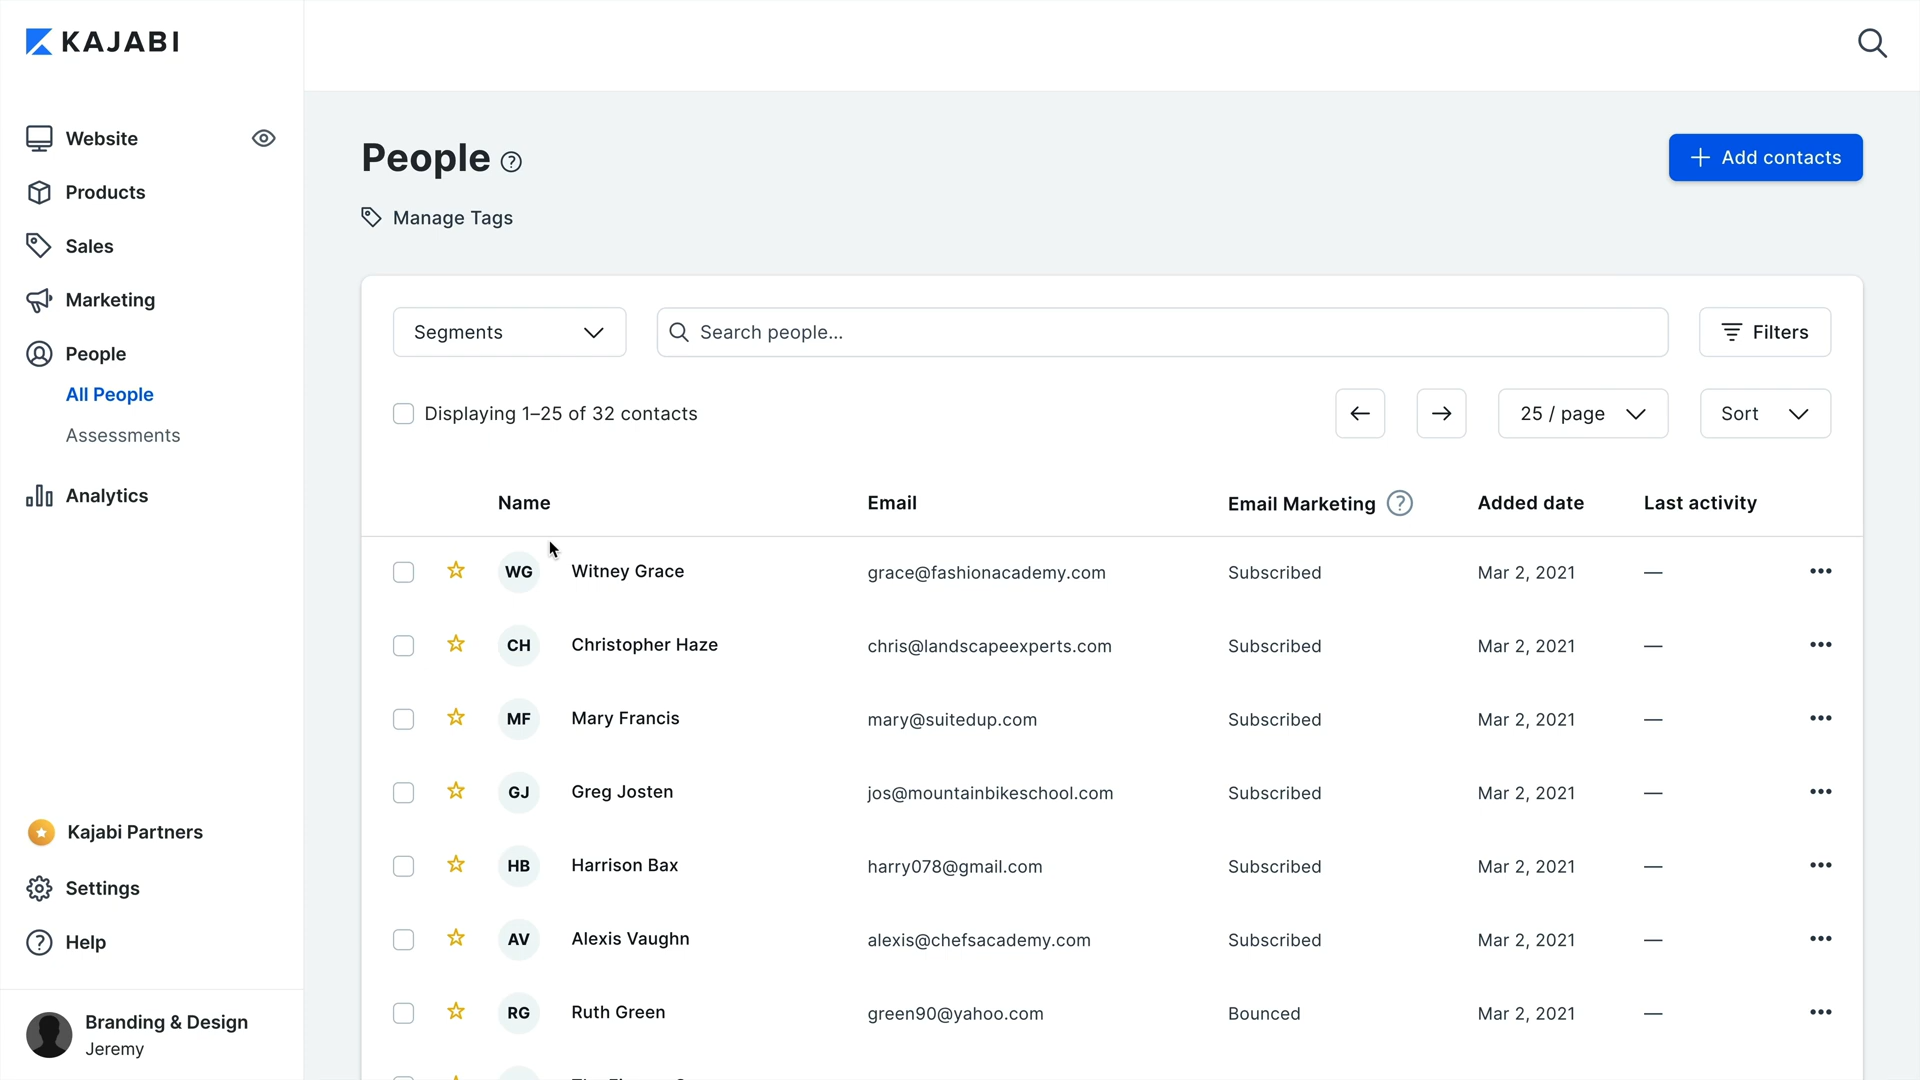 KAJABI
Website
Products
Sales
Marketing
People
All People
Assessments
Analytics
Kajabi Partners
Settings
Help
Branding & Design
Jeremy
People
Add contacts
Manage Tags
Segments
Search people...
Filters
Displaying 1–25 of 32 contacts
25 / page
Sort
Name Email Email Marketing Added date Last activity
WG Witney Grace grace@fashionacademy.com Subscribed Mar 2, 2021 —
CH Christopher Haze chris@landscapeexperts.com Subscribed Mar 2, 2021 —
MF Mary Francis mary@suitedup.com Subscribed Mar 2, 2021 —
GJ Greg Josten jos@mountainbikeschool.com Subscribed Mar 2, 2021 —
HB Harrison Bax harry078@gmail.com Subscribed Mar 2, 2021 —
AV Alexis Vaughn alexis@chefsacademy.com Subscribed Mar 2, 2021 —
RG Ruth Green green90@yahoo.com Bounced Mar 2, 2021 —